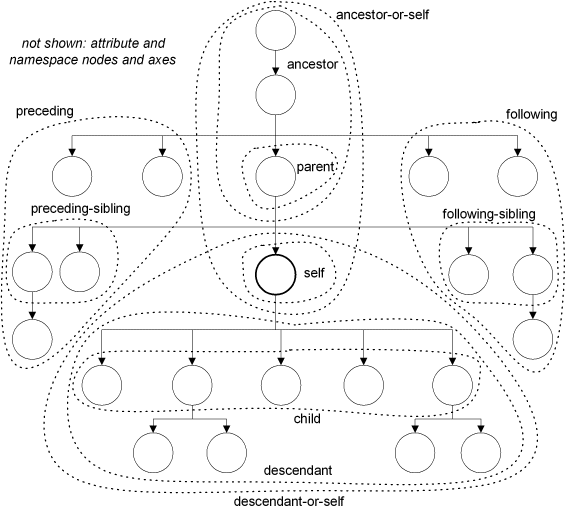 ancestor-or-self
not shown: attribute and
namespace nodes and axes
ancestor
preceding
following
parent
preceding-sibling
following-sibling
self
child
descendant
descendant-or-self